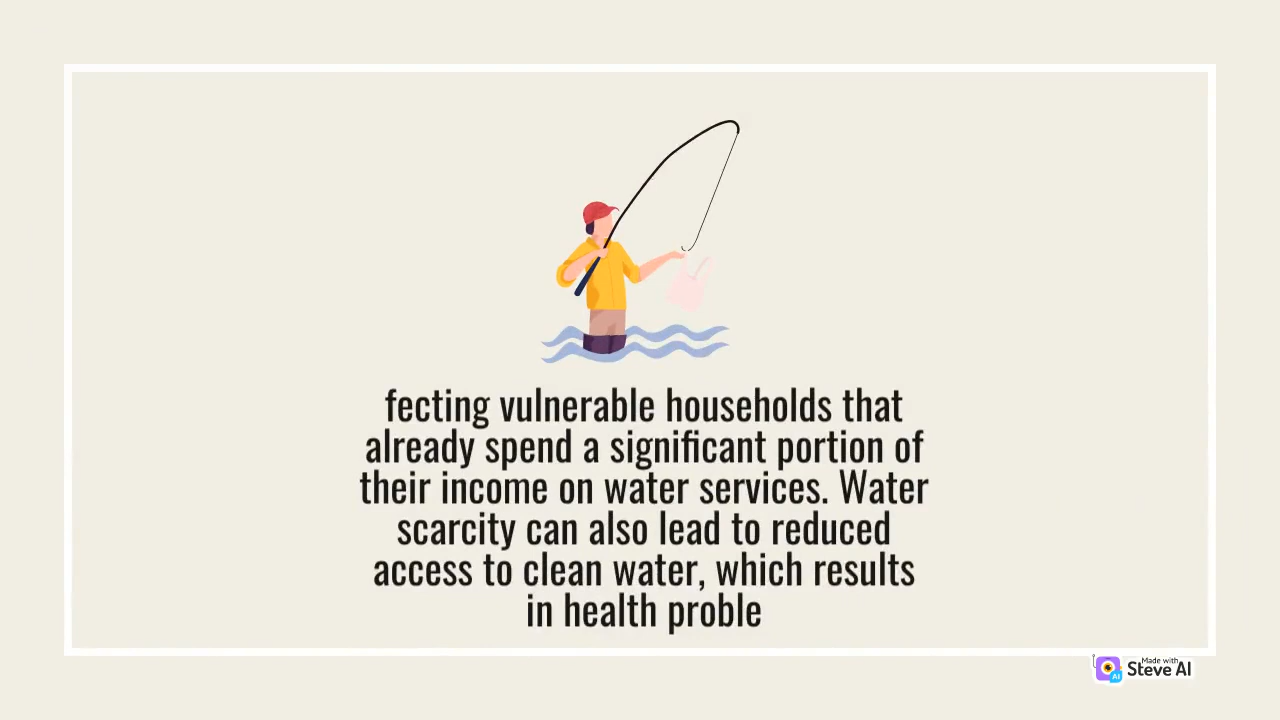 fecting vulnerable households that
already spend a significant portion of
their income on water services. Water
scarcity can also lead to reduced
access to clean water, which results
in health proble
Made with
Steve AI
AI